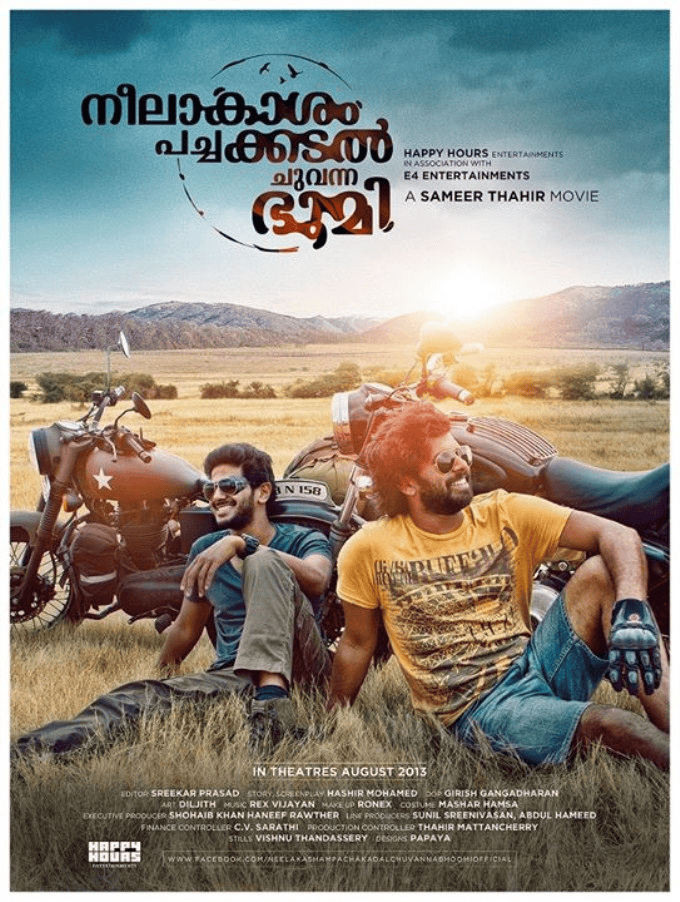 നീലാകാശം
പച്ചക്കടൽ
ചുവന്ന
ഭൂമി
HAPPY HOURS ENTERTAINMENTS
IN ASSOCIATION WITH
E4 ENTERTAINMENTS
A SAMEER THAHIR MOVIE
N 158
IN THEATRES AUGUST 2013
EDITOR SREEKAR PRASAD STORY, SCREENPLAY HASHIR MOHAMED DOP GIRISH GANGADHARAN
ART DILJITH MUSIC REX VIJAYAN MAKE UP RONEX COSTUME MASHAR HAMSA
EXECUTIVE PRODUCER SHOHAIB KHAN HANEEF RAWTHER LINE PRODUCERS SUNIL SREENIVASAN, ABDUL HAMEED
FINANCE CONTROLLER C.V. SARATHI PRODUCTION CONTROLLER THAHIR MATTANCHERRY
STILLS VISHNU THANDASSERY DESIGNS PAPAYA
HAPPY
HOURS
ENTERTAINMENTS
WWW.FACEBOOK.COM/NEELAKASHAMPACHAKADALCHUVANNABHOOMIOFFICIAL